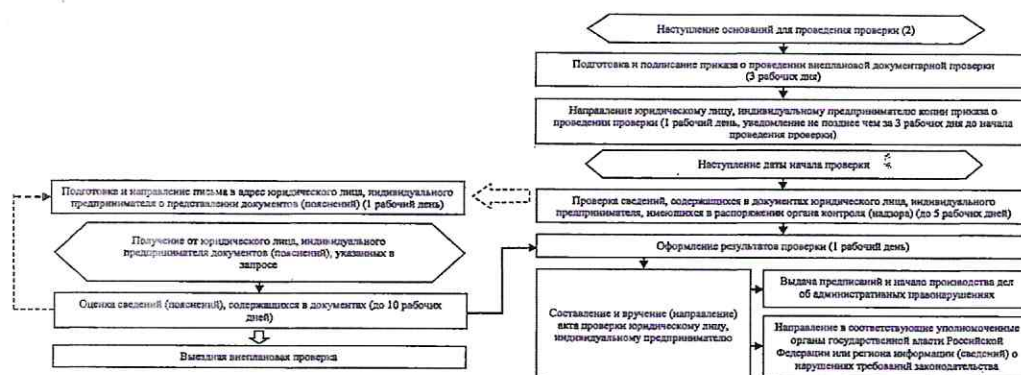 Наступление оснований для проведения проверки (2)
Подготовка и подписание приказа о проведении внеплановой документарной проверки
(3 рабочих дня)
Направление юридическому лицу, индивидуальному предпринимателю копии приказа
о проведении проверки (1 рабочий день, уведомление не позднее чем за 3 рабочих дня до начала
проведения проверки)
Наступление даты начала проверки
Подготовка и направление письма в адрес юридического лица, индивидуального
предпринимателя о представлении документов (пояснений) (1 рабочий день)
Проверка сведений, содержащихся в документах юридического лица, индивидуального
предпринимателя, имеющихся в распоряжении органа контроля (надзора) (до 5 рабочих дней)
Получение от юридического лица, индивидуального
предпринимателя документов (пояснений), указанных в
запросе
Оформление результатов проверки (1 рабочий день)
Оценка сведений (пояснений), содержащихся в документах (до 10 рабочих
дней)
Выездная внеплановая проверка
Составление и вручение (направление)
акта проверки юридическому лицу,
индивидуальному предпринимателю
Выдача предписаний и начало производства дел
об административных правонарушениях
Направление в соответствующие уполномоченные
органы государственной власти Российской
Федерации или региона информации (сведений) о
нарушениях требований законодательства